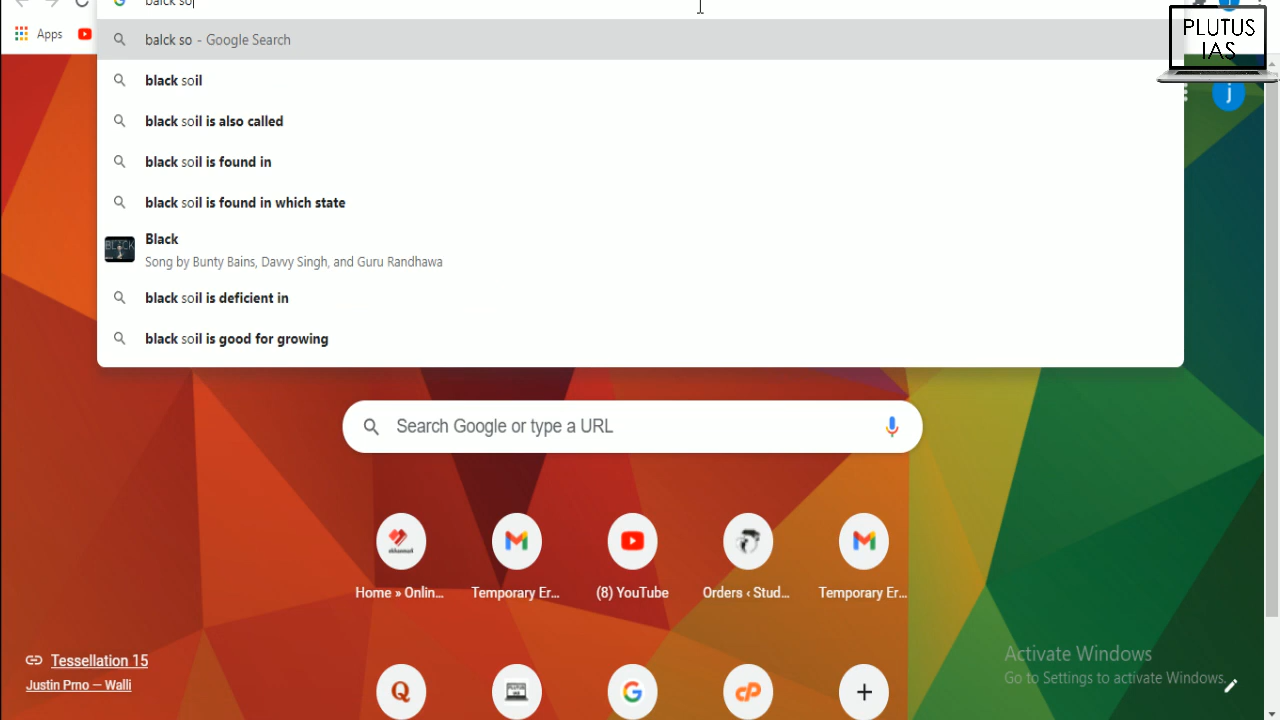 balck so
Apps
PLUTUS
IAS
balck so - Google Search
black soil
black soil is also called
j
black soil is found in
black soil is found in which state
BLACK
Black
Song by Bunty Bains, Davvy Singh, and Guru Randhawa
black soil is deficient in
black soil is good for growing
Search Google or type a URL
Home » Onlin...
Temporary Er...
(8) YouTube
Orders ‹ Stud...
Temporary Er...
Tessellation 15
Justin Prno — Walli
Activate Windows
Go to Settings to activate Windows.